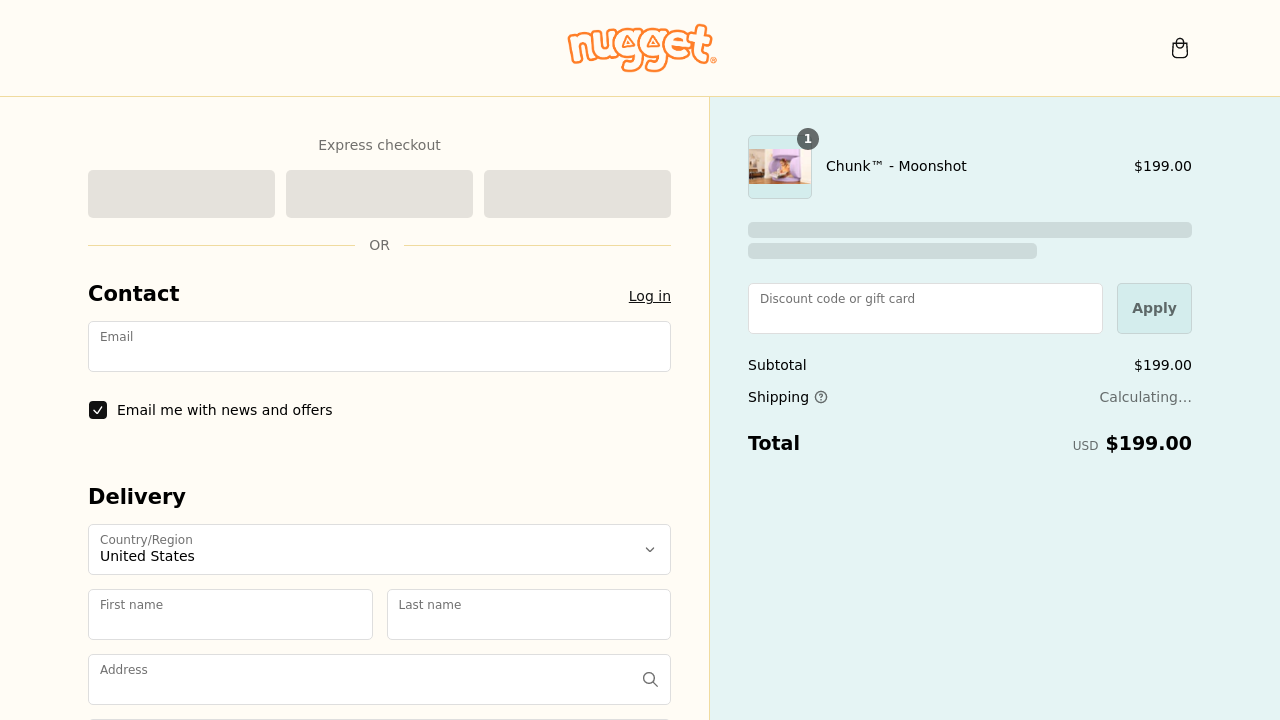 nugget
Express checkout
OR
Contact
Log in
Email
Email me with news and offers
Delivery
Country/Region
United States
First name
Last name
Address
1
Chunk™ - Moonshot
$199.00
Discount code or gift card
Apply
Subtotal
$199.00
Shipping
Calculating...
Total
USD $199.00